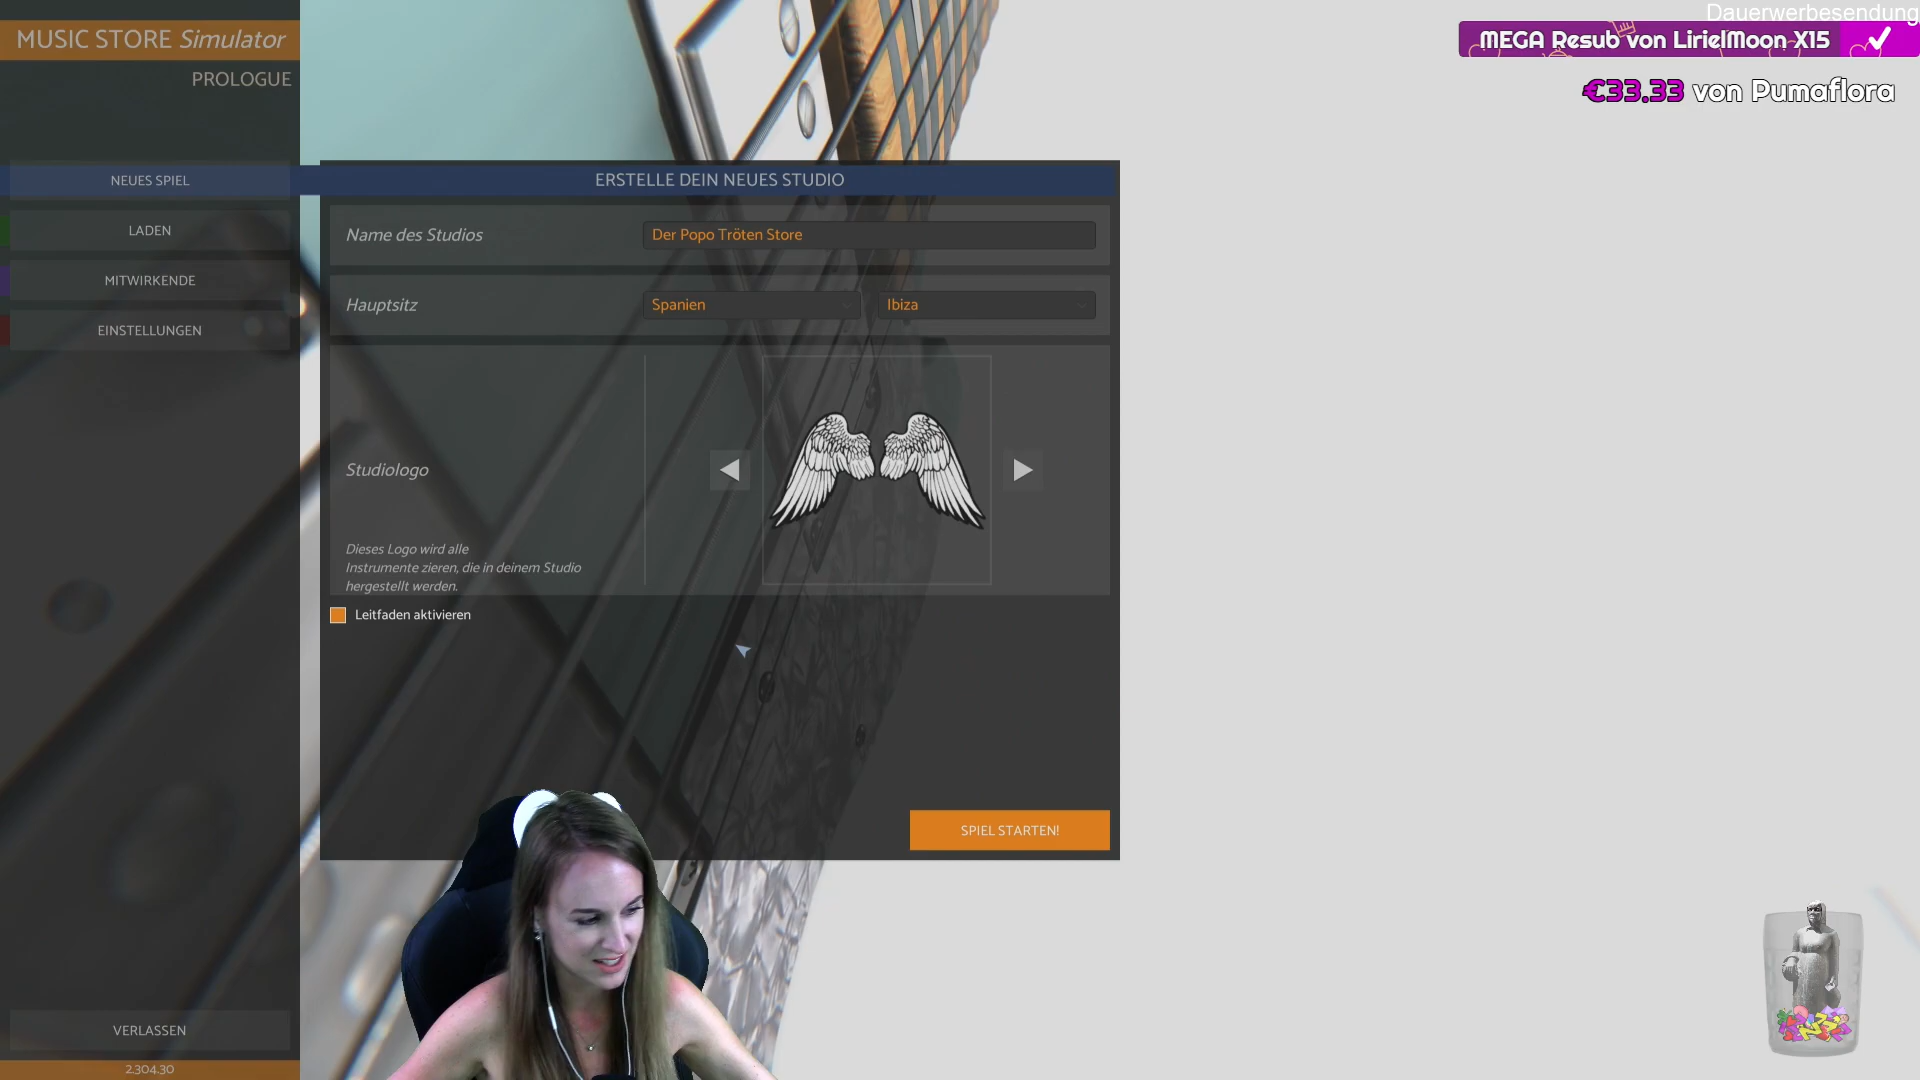 Dauerwerbesendung
MEGA Resub von LirielMoon X15
€33.33 von Pumaflora
MUSIC STORE Simulator
PROLOGUE
NEUES SPIEL
LADEN
MITWIRKENDE
EINSTELLUNGEN
VERLASSEN
2.304.30
ERSTELLE DEIN NEUES STUDIO
Name des Studios
Der Popo Tröten Store
Hauptsitz
Spanien
Ibiza
Studiologo
Dieses Logo wird alle
Instrumente zieren, die in deinem Studio
hergestellt werden.
Leitfaden aktivieren
SPIEL STARTEN!